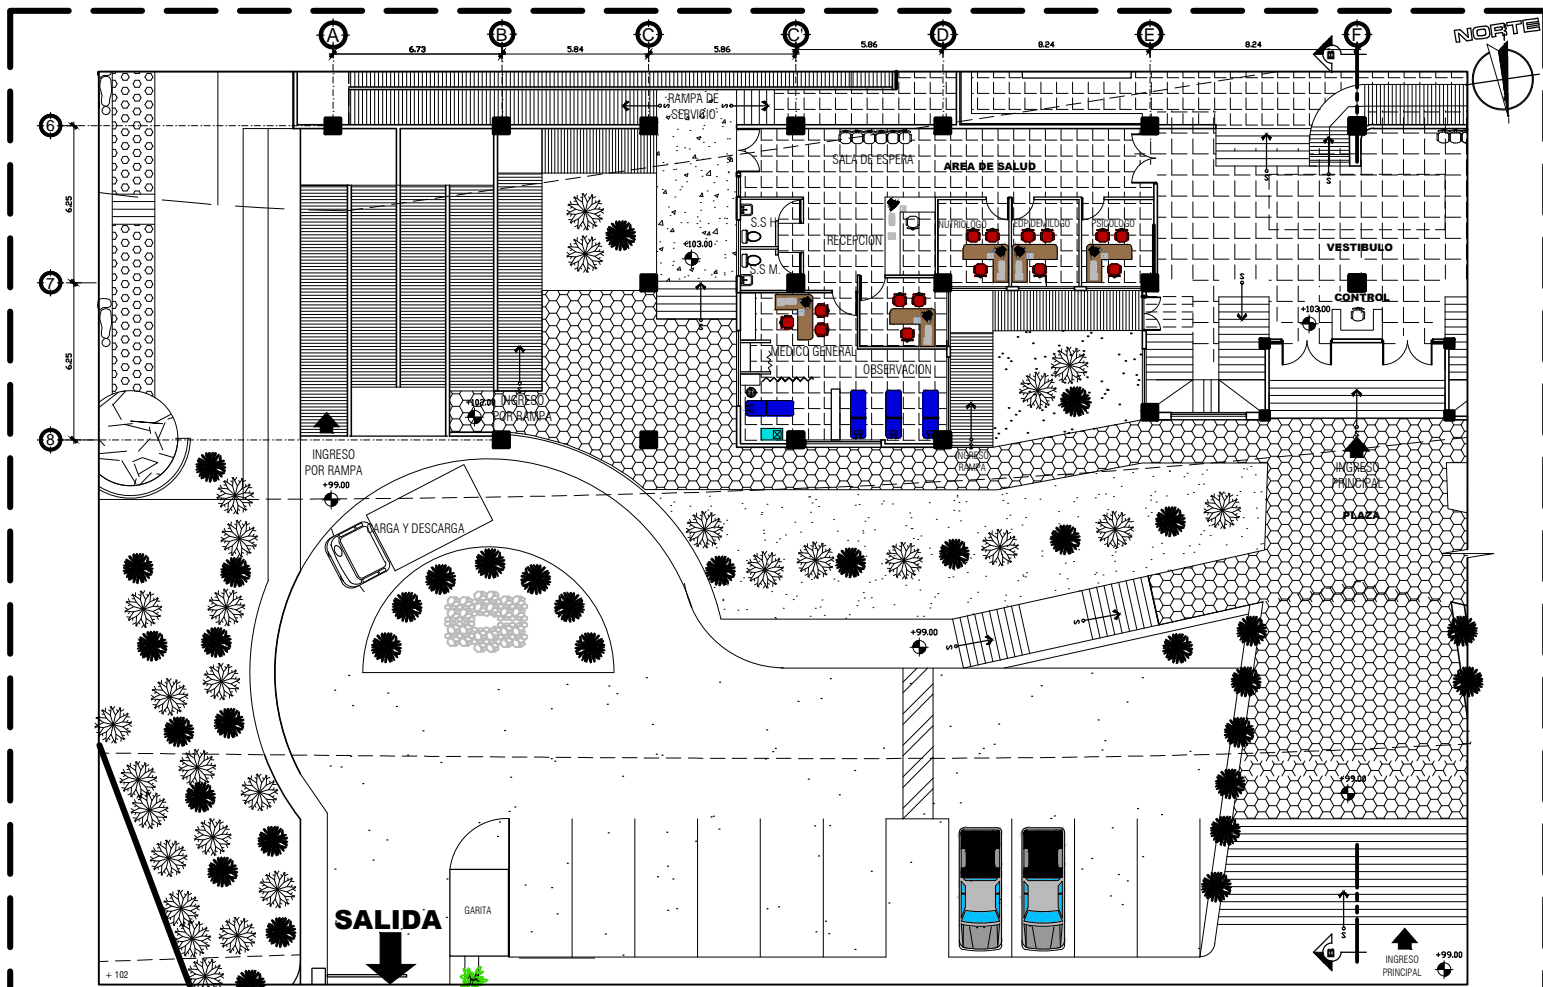 A B C C' D E F
NORTE
6.73 5.84 5.86 5.86 8.24 8.24
6
7
8
6.25
6.25
RAMPA DE
SERVICIO
S S
SALA DE ESPERA
AREA DE SALUD
S.S H.
RECEPCION
NUTRIOLOGO
EDPIDEMILOGO
PSICOLOGO
+103.00
S.S M.
VESTIBULO
CONTROL
+103.00
MEDICO GENERAL
OBSERVACION
+102.00
INGRESO
POR RAMPA
INGRESO
POR RAMPA
+99.00
INGRESO
RAMPA
INGRESO
PRINCIPAL
PLAZA
CARGA Y DESCARGA
+99.00
+99.00
GARITA
SALIDA
+ 102
INGRESO
PRINCIPAL
+99.00